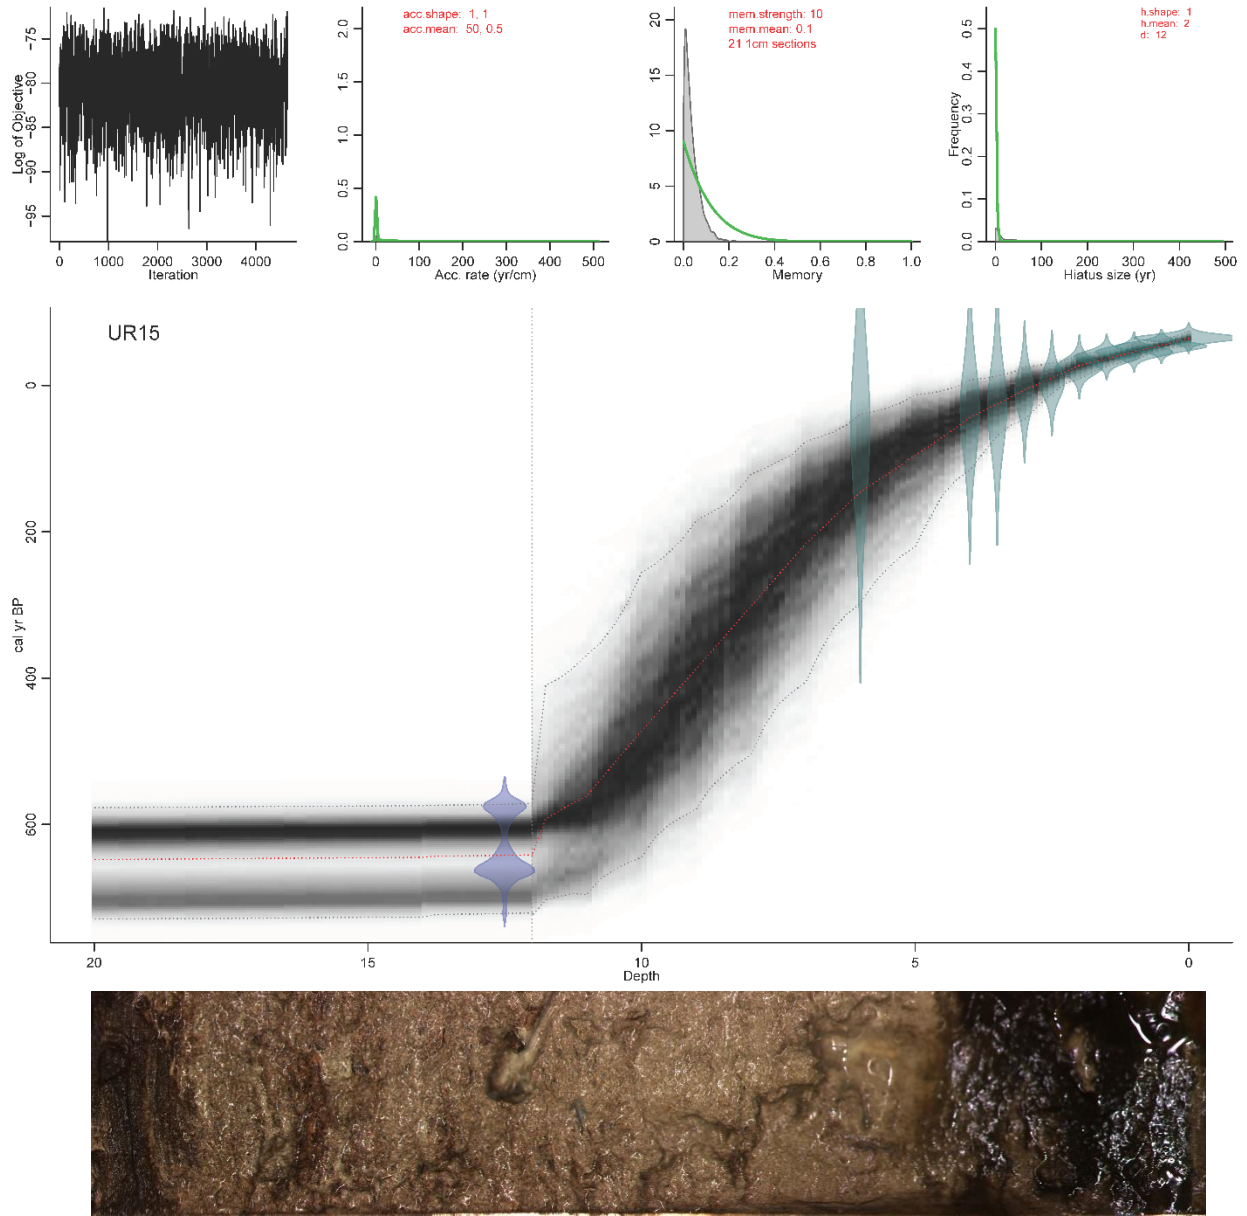 acc.shape: 1, 1
acc.mean: 50, 0.5
mem.strength: 10
mem.mean: 0.1
21 1cm sections
h.shape: 1
h.mean: 2
d: 12
Log of Objective
-75
-80
-85
-90
-95
0 1000 2000 3000 4000
Iteration
2.0
1.5
1.0
0.5
0.0
0 100 200 300 400 500
Acc. rate (yr/cm)
20
15
10
5
0
0.0 0.2 0.4 0.6 0.8 1.0
Memory
Frequency
0.5
0.4
0.3
0.2
0.1
0.0
0 100 200 300 400 500
Hiatus size (yr)
UR15
cal yr BP
0
200
400
600
20 15 10 5 0
Depth